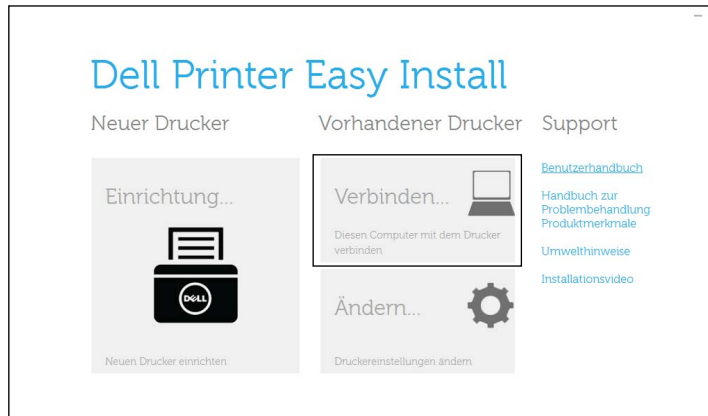 Dell Printer Easy Install
Neuer Drucker
Vorhandener Drucker
Support
Einrichtung...
DELL
Neuen Drucker einrichten
Verbinden...
Diesen Computer mit dem Drucker
verbinden
Ändern...
Druckereinstellungen ändern
Benutzerhandbuch
Handbuch zur
Problembehandlung
Produktmerkmale
Umwelthinweise
Installationsvideo